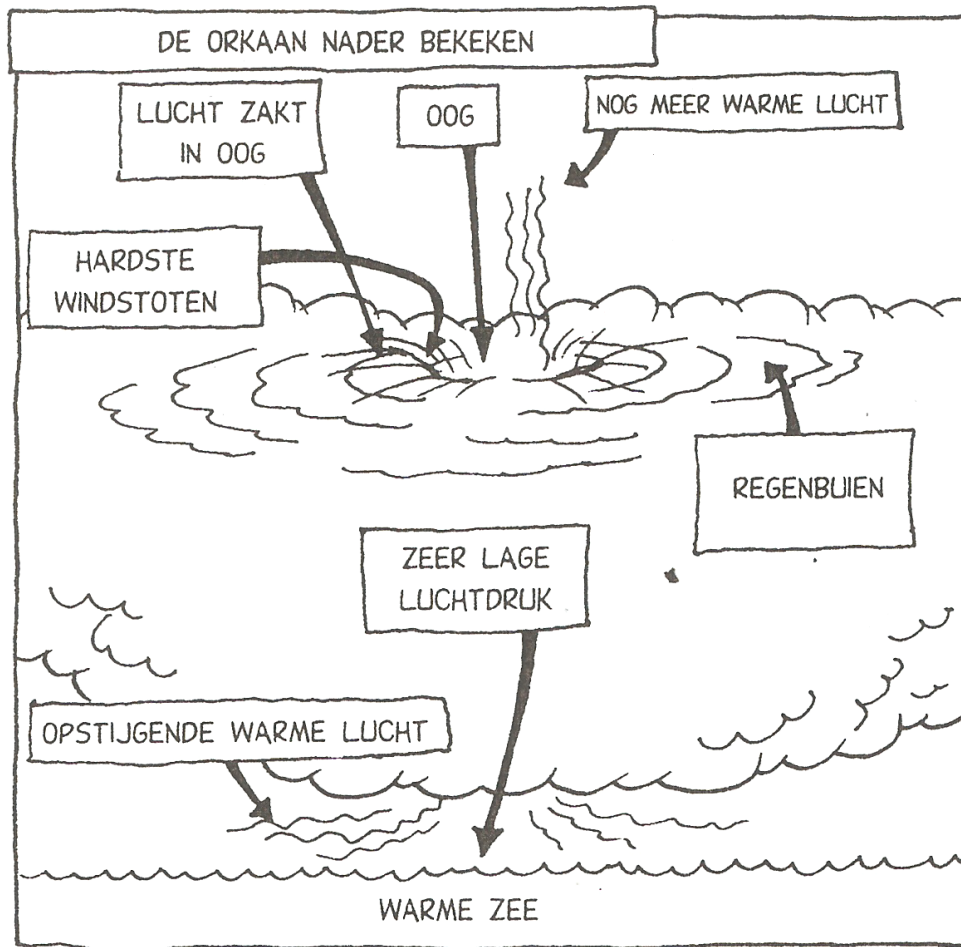 DE ORKAAN NADER BEKEKEN
LUCHT ZAKT
IN OOG
OOG
NOG MEER WARME LUCHT
HARDSTE
WINDSTOTEN
REGENBUIEN
ZEER LAGE
LUCHTDRUK
OPSTIJGENDE WARME LUCHT
WARME ZEE